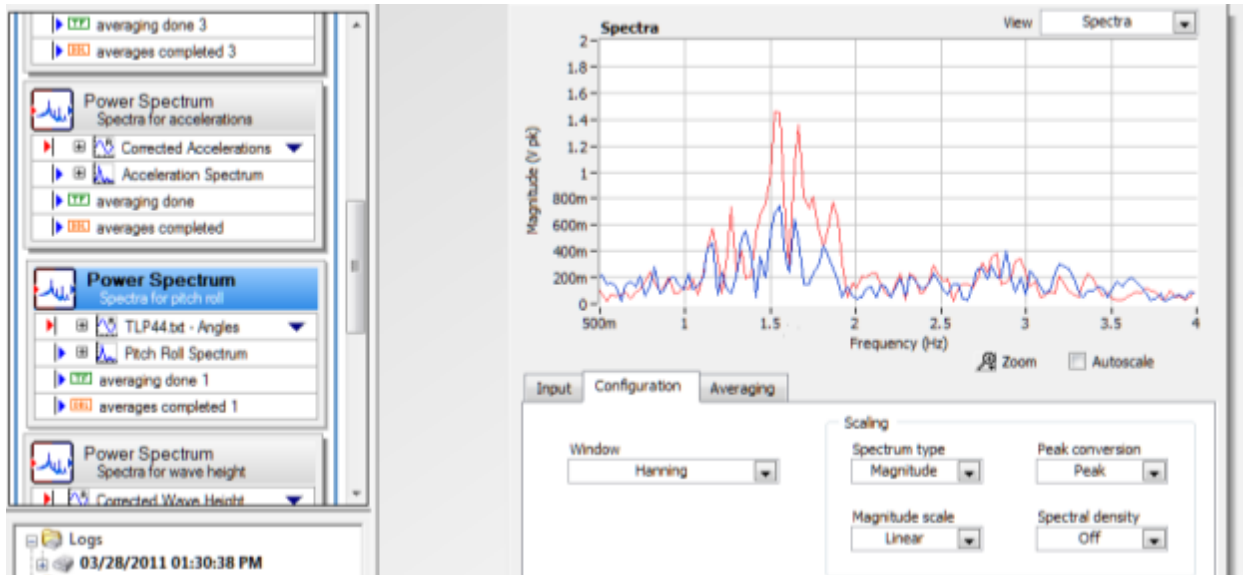 averaging done 3
averages completed 3
Power Spectrum
Spectra for accelerations
Corrected Accelerations
Acceleration Spectrum
averaging done
averages completed
Power Spectrum
Spectra for pitch roll
TLP44.txt - Angles
Pitch Roll Spectrum
averaging done 1
averages completed 1
Power Spectrum
Spectra for wave height
Corrected Wave Height
Logs
03/28/2011 01:30:38 PM
Spectra
View Spectra
Magnitude (V pk)
2
1.8
1.6
1.4
1.2
1
800m
600m
400m
200m
0
500m 1 1.5 2 2.5 3 3.5 4
Frequency (Hz)
Zoom Autoscale
Input Configuration Averaging
Window
Hanning
Scaling
Spectrum type Peak conversion
Magnitude Peak
Magnitude scale Spectral density
Linear Off